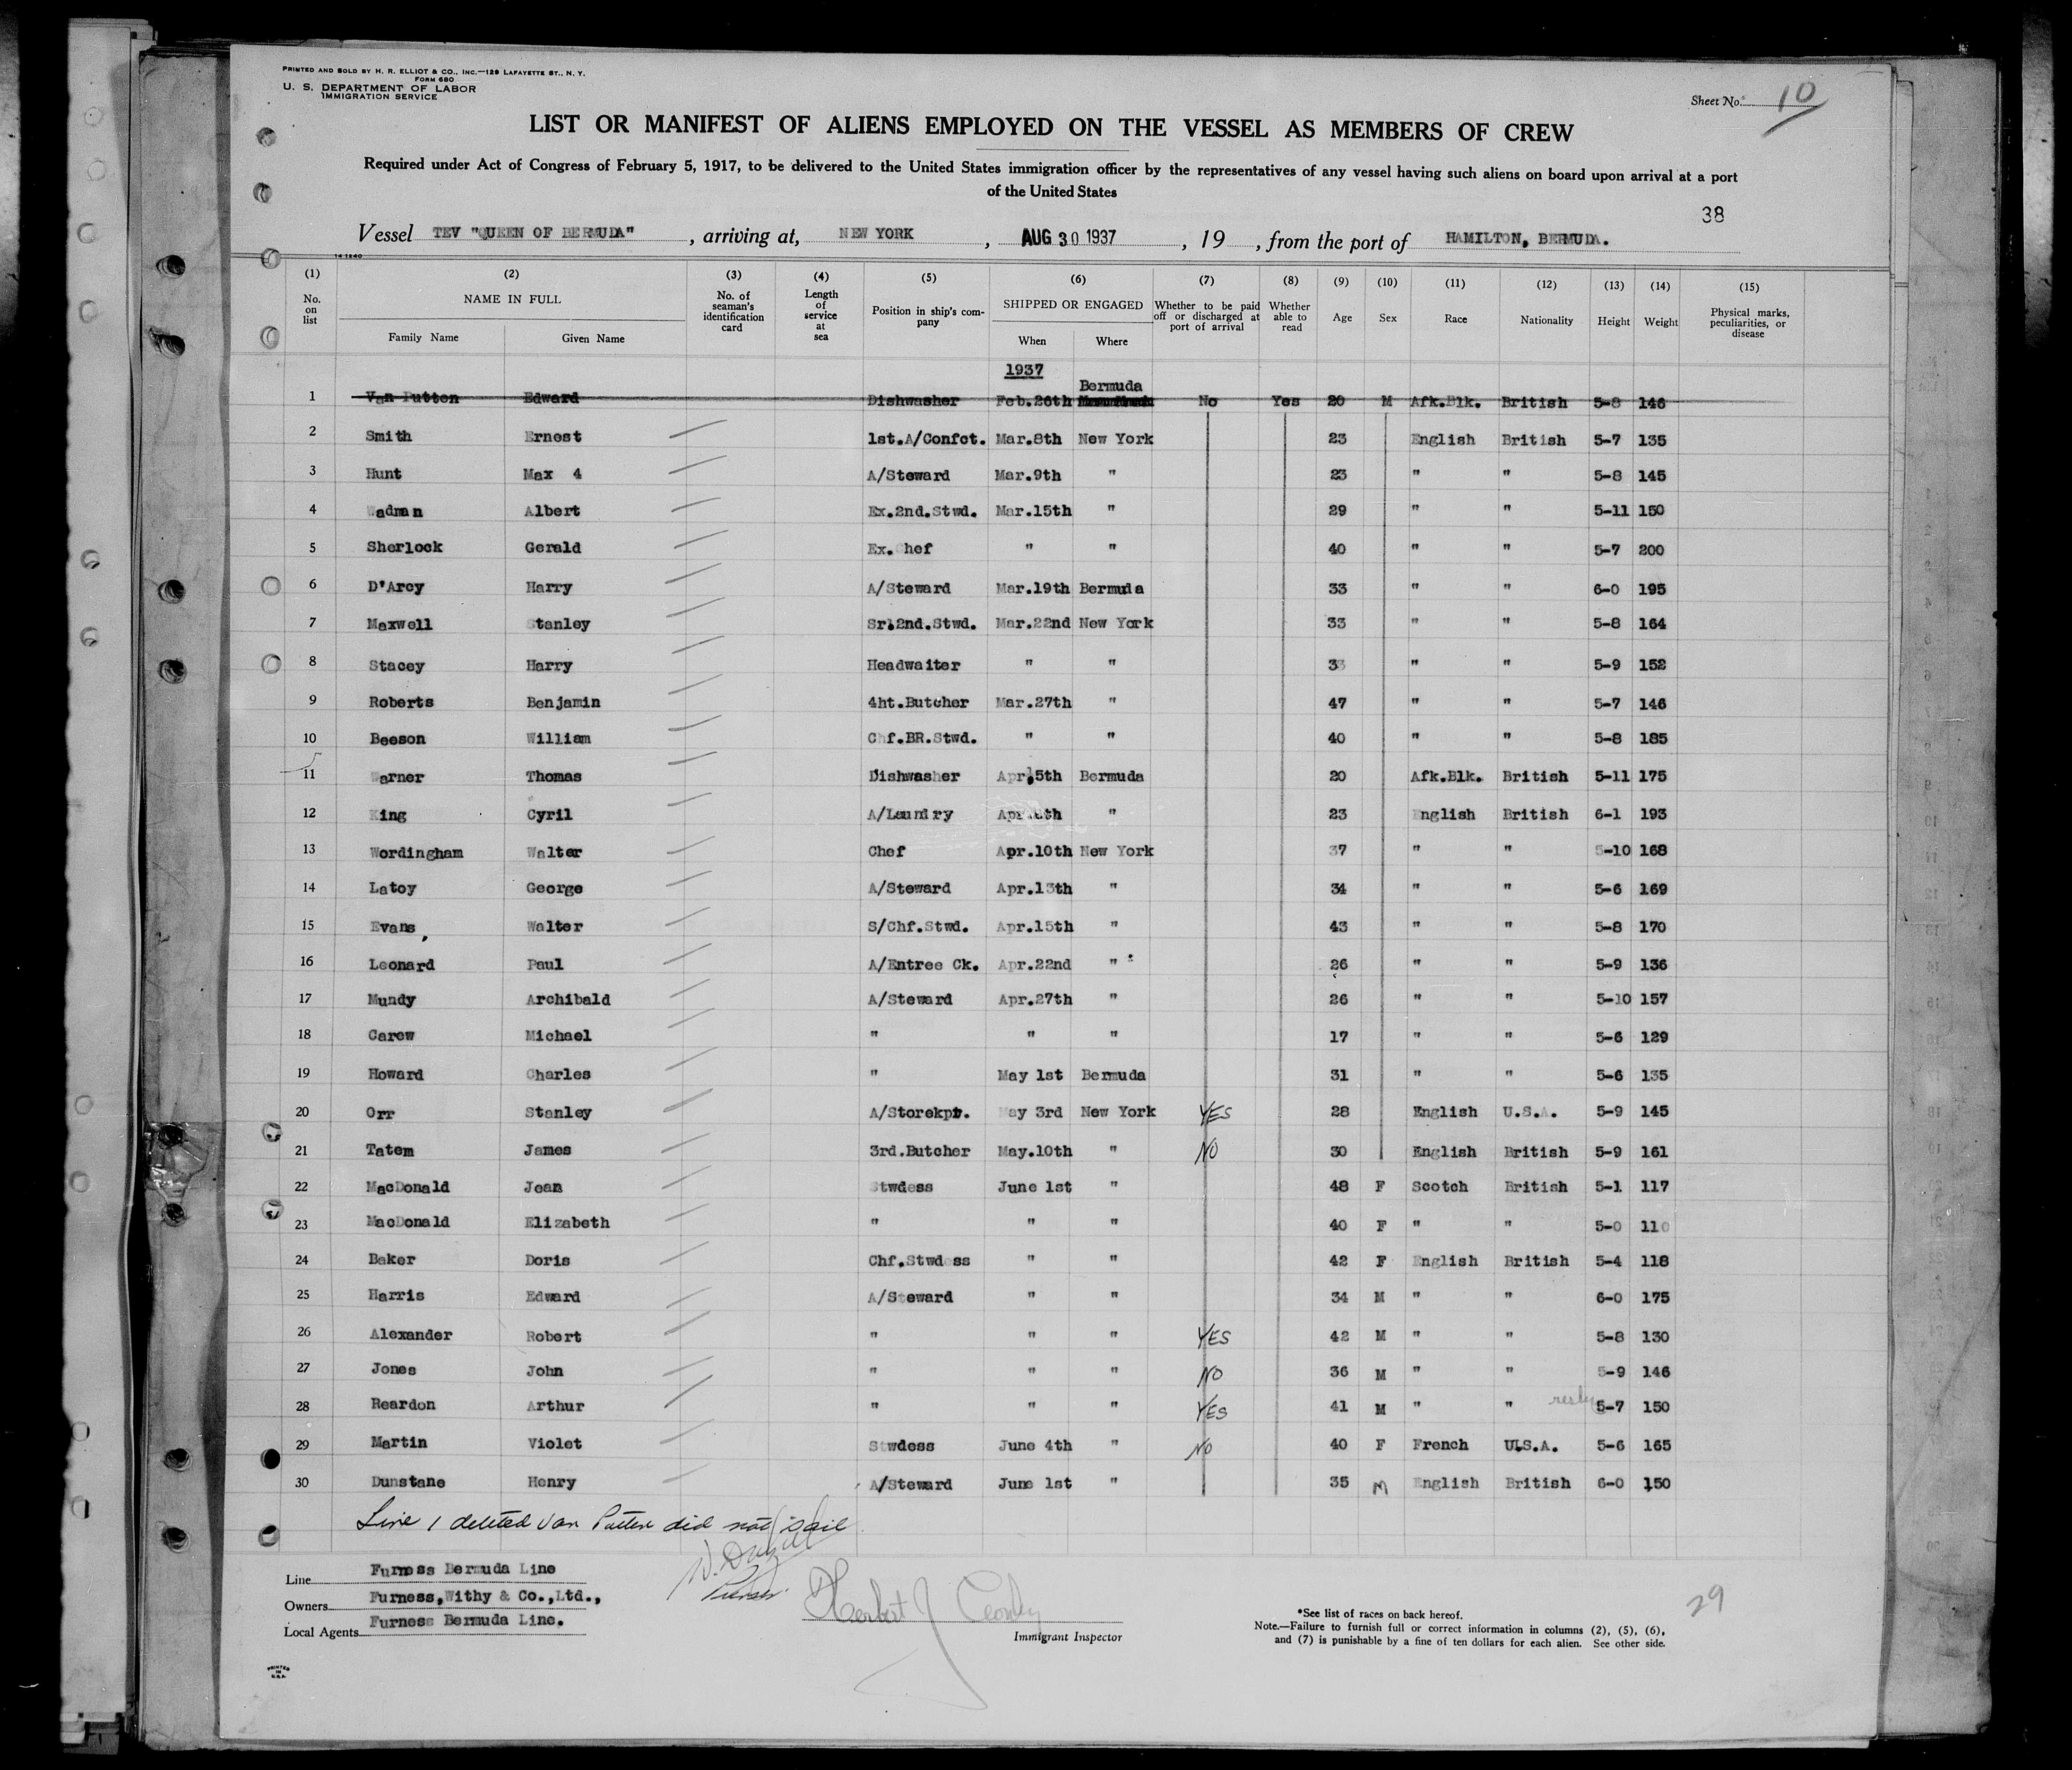 PRINTED AND SOLD BY H. R. ELLIOT & CO., INC.—129 LAFAYETTE ST., N. Y.
FORM 680
U. S. DEPARTMENT OF LABOR
IMMIGRATION SERVICE
Sheet No. 10
LIST OR MANIFEST OF ALIENS EMPLOYED ON THE VESSEL AS MEMBERS OF CREW
Required under Act of Congress of February 5, 1917, to be delivered to the United States immigration officer by the representatives of any vessel having such aliens on board upon arrival at a port
of the United States
38
Vessel TEV "QUEEN OF BERMUDA", arriving at, NEW YORK, AUG 30 1937, 19 , from the port of HAMILTON, BERMUDA.
14 1240
(1) (2) (3) (4) (5) (6) (7) (8) (9) (10) (11) (12) (13) (14) (15)
No. on list NAME IN FULL Family Name Given Name No. of seaman's identification card Length of service at sea Position in ship's company SHIPPED OR ENGAGED When Where Whether to be paid off or discharged at port of arrival Whether able to read Age Sex Race Nationality Height Weight Physical marks, peculiarities, or disease
1937
Bermuda
1 Van Putten Edward Dishwasher Feb.26th No Yes 20 M Afk.Blk. British 5-8 146
2 Smith Ernest 1st.A/Confct. Mar.8th New York 23 English British 5-7 135
3 Hunt Max 4 A/Steward Mar.9th " 23 " " 5-8 145
4 Wadman Albert Ex.2nd.Stwd. Mar.15th " 29 " " 5-11 150
5 Sherlock Gerald Ex.Chef " " 40 " " 5-7 200
6 D'Arcy Harry A/Steward Mar.19th Bermuda 33 " " 6-0 195
7 Maxwell Stanley Sr.2nd.Stwd. Mar.22nd New York 33 " " 5-8 164
8 Stacey Harry Headwaiter " " 33 " " 5-9 152
9 Roberts Benjamin 4ht.Butcher Mar.27th " 47 " " 5-7 146
10 Beeson William Chf.BR.Stwd. " " 40 " " 5-8 185
11 Warner Thomas Dishwasher Apr.5th Bermuda 20 Afk.Blk. British 5-11 175
12 King Cyril A/Laundry Apr. " 23 English British 6-1 193
13 Wordingham Walter Chef Apr.10th New York 37 " " 5-10 168
14 Latoy George A/Steward Apr.13th " 34 " " 5-6 169
15 Evans, Walter S/Chf.Stwd. Apr.15th " 43 " " 5-8 170
16 Leonard Paul A/Entree Ck. Apr.22nd " 26 " " 5-9 136
17 Mundy Archibald A/Steward Apr.27th " 26 " " 5-10 157
18 Carew Michael " " " 17 " " 5-6 129
19 Howard Charles " May 1st Bermuda 31 " " 5-6 135
20 Orr Stanley A/Storekpr. May 3rd New York YES 28 English U.S.A. 5-9 145
21 Tatem James 3rd.Butcher May.10th " NO 30 English British 5-9 161
22 MacDonald Jean Stwdess June 1st " 48 F Scotch British 5-1 117
23 MacDonald Elizabeth " " " 40 F " " 5-0 110
24 Baker Doris Chf.Stwdess " " 42 F English British 5-4 118
25 Harris Edward A/Steward " " 34 M " " 6-0 175
26 Alexander Robert " " " YES 42 M " " 5-8 130
27 Jones John " " " NO 36 M " " 5-9 146
28 Reardon Arthur " " " YES 41 M " " 5-7 150
29 Martin Violet Stwdess June 4th " NO 40 F French U.S.A. 5-6 165
30 Dunstane Henry A/Steward June 1st " 35 M English British 6-0 150
Line 1 deleted Van Putten did not sail
Purser.
Line Furness Bermuda Line
Owners Furness,Withy & Co.,Ltd.,
Local Agents Furness Bermuda Line.
Herbert J
Immigrant Inspector
29
*See list of races on back hereof.
Note.—Failure to furnish full or correct information in columns (2), (5), (6),
and (7) is punishable by a fine of ten dollars for each alien. See other side.
PRINTED
IN
U.S.A.